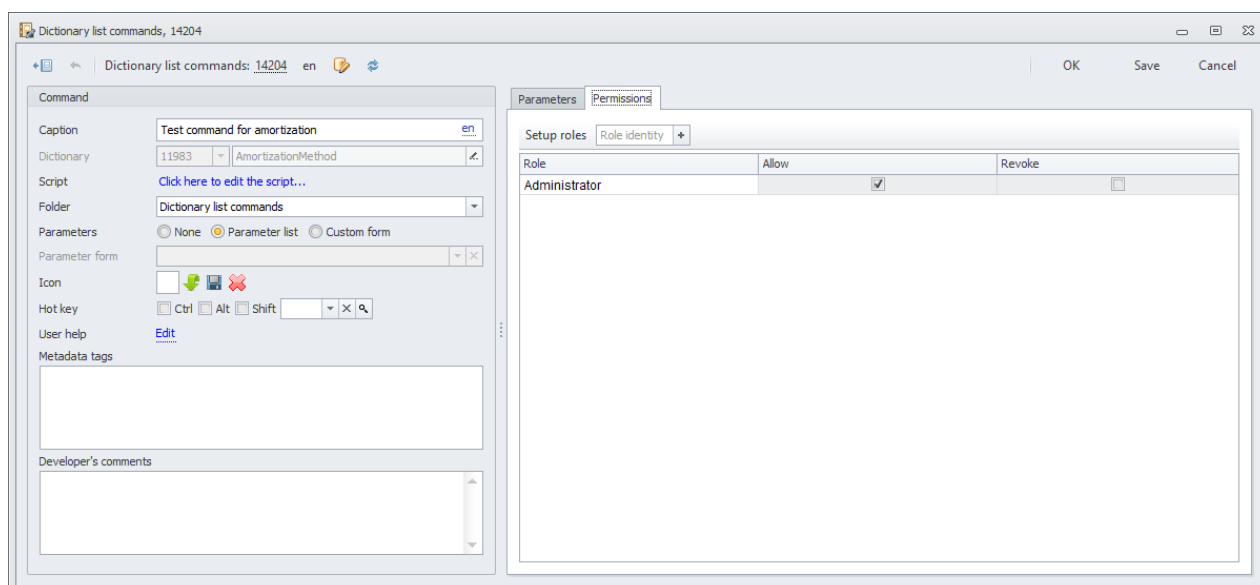 Dictionary list commands, 14204
Dictionary list commands: 14204 en
OK Save Cancel
Command
Caption Test command for amortization en
Dictionary 11983 AmortizationMethod
Script Click here to edit the script...
Folder Dictionary list commands
Parameters None Parameter list Custom form
Parameter form
Icon
Hot key Ctrl Alt Shift
User help Edit
Metadata tags
Developer's comments
Parameters Permissions
Setup roles Role identity +
Role Allow Revoke
Administrator